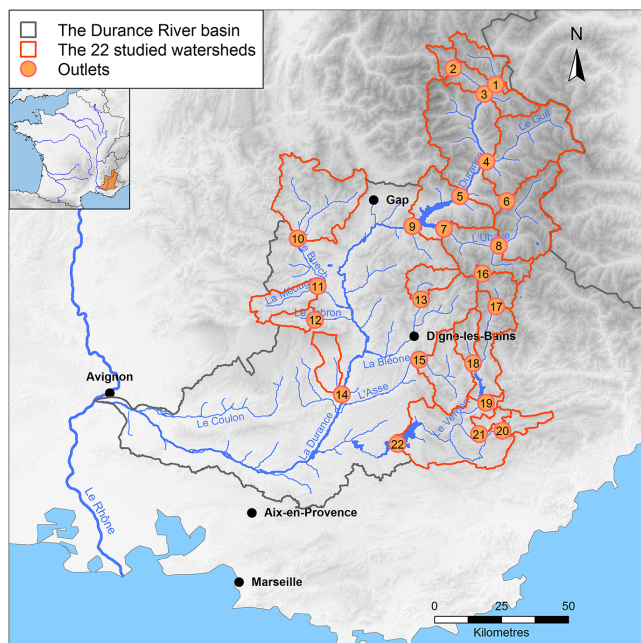 The Durance River basin
The 22 studied watersheds
Outlets
N
2
1
3
Le Guil
4
Durance
5
6
Gap
9
7
L'Ubaye
8
10
Le Buech
16
11
La Méouge
13
17
Le Jabron
12
Digne-les-Bains
La Bléone
15
18
Avignon
14
L'Asse
19
Le Coulon
La Durance
Le Verdon
21
20
22
Le Rhône
Aix-en-Provence
Marseille
0 25 50
Kilometres